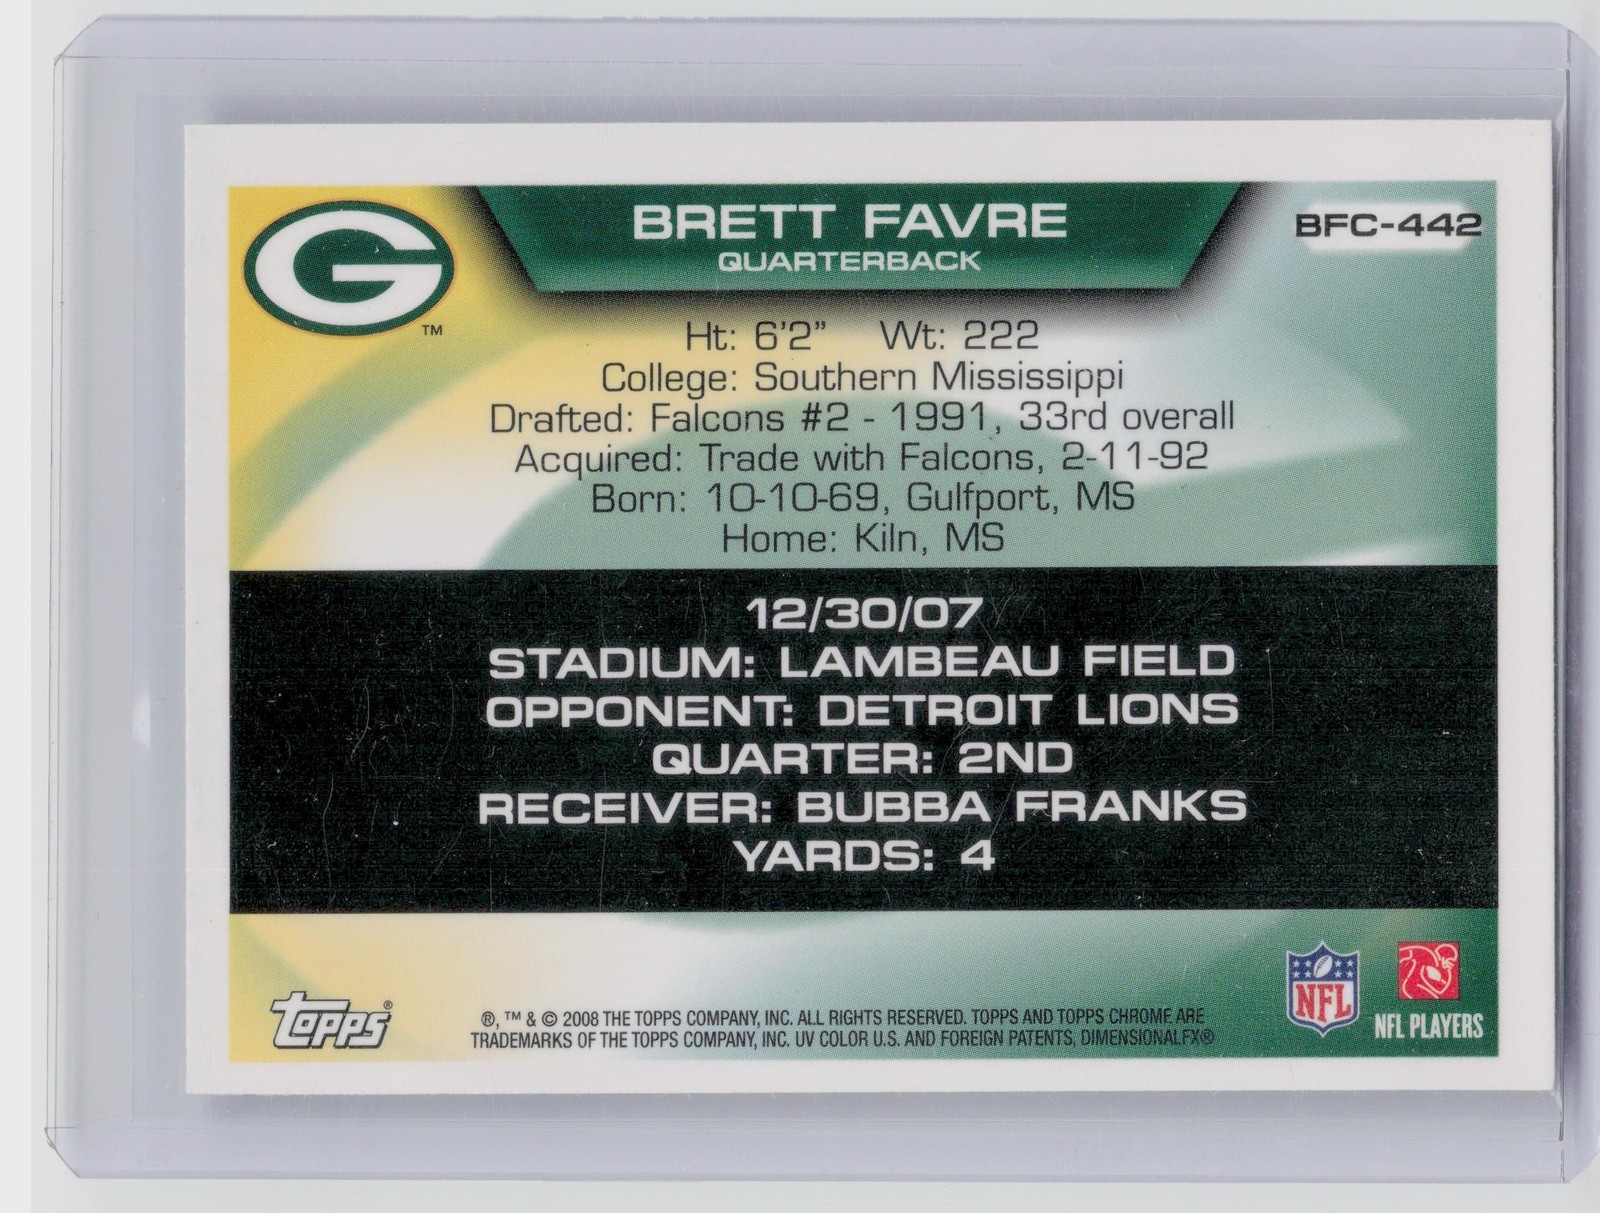 G
TM
BRETT FAVRE
QUARTERBACK
BFC-442
Ht: 6'2" Wt: 222
College: Southern Mississippi
Drafted: Falcons #2 - 1991, 33rd overall
Acquired: Trade with Falcons, 2-11-92
Born: 10-10-69, Gulfport, MS
Home: Kiln, MS
12/30/07
STADIUM: LAMBEAU FIELD
OPPONENT: DETROIT LIONS
QUARTER: 2ND
RECEIVER: BUBBA FRANKS
YARDS: 4
Topps®
®, ™ & © 2008 THE TOPPS COMPANY, INC. ALL RIGHTS RESERVED. TOPPS AND TOPPS CHROME ARE
TRADEMARKS OF THE TOPPS COMPANY, INC. UV COLOR U.S. AND FOREIGN PATENTS, DIMENSIONALFX®
NFL
NFL PLAYERS